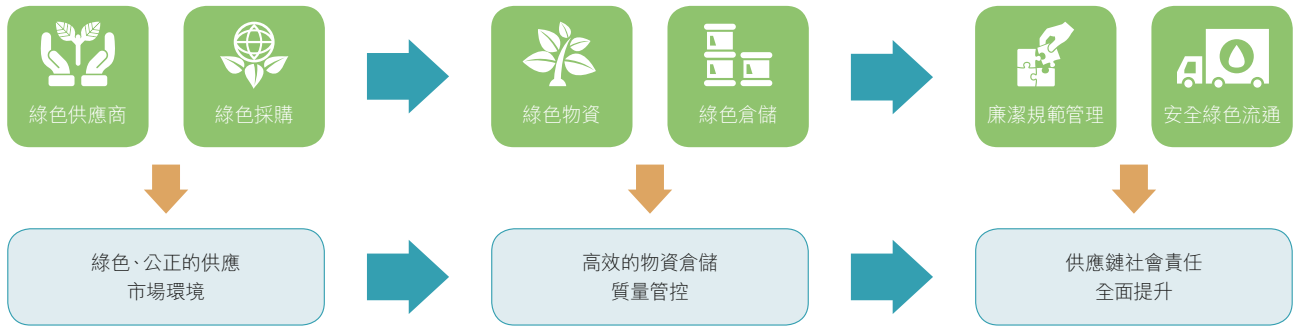 綠色供應商
綠色採購
綠色物資
綠色倉儲
廉潔規範管理
安全綠色流通
綠色、公正的供應
市場環境
高效的物資倉儲
質量管控
供應鏈社會責任
全面提升